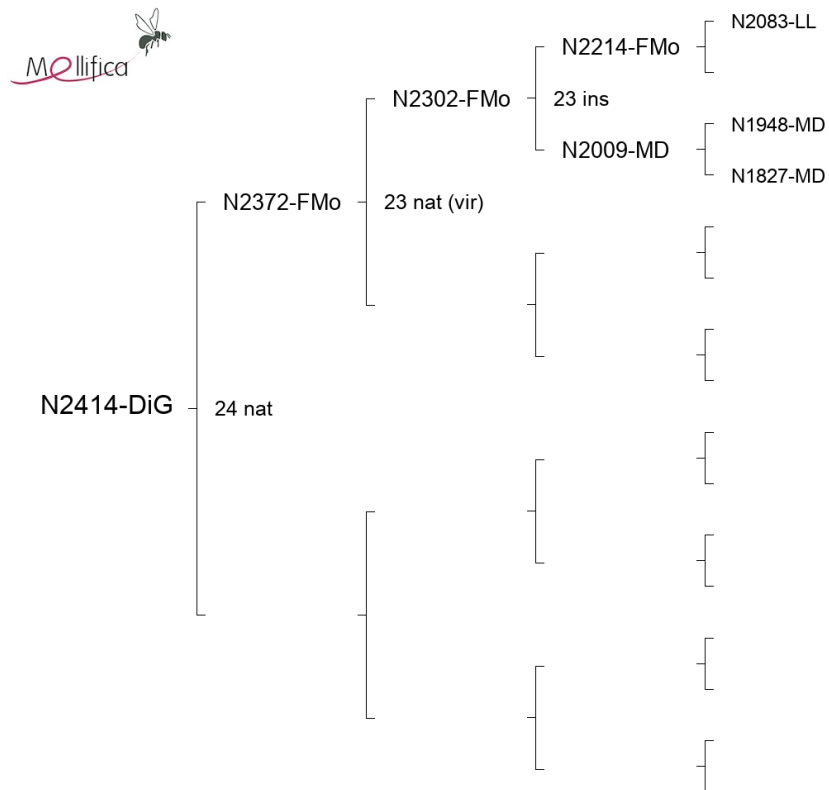 Mellifica
N2083-LL
N2214-FMo
N2302-FMo
23 ins
N1948-MD
N2009-MD
N1827-MD
N2372-FMo
23 nat (vir)
N2414-DiG
24 nat